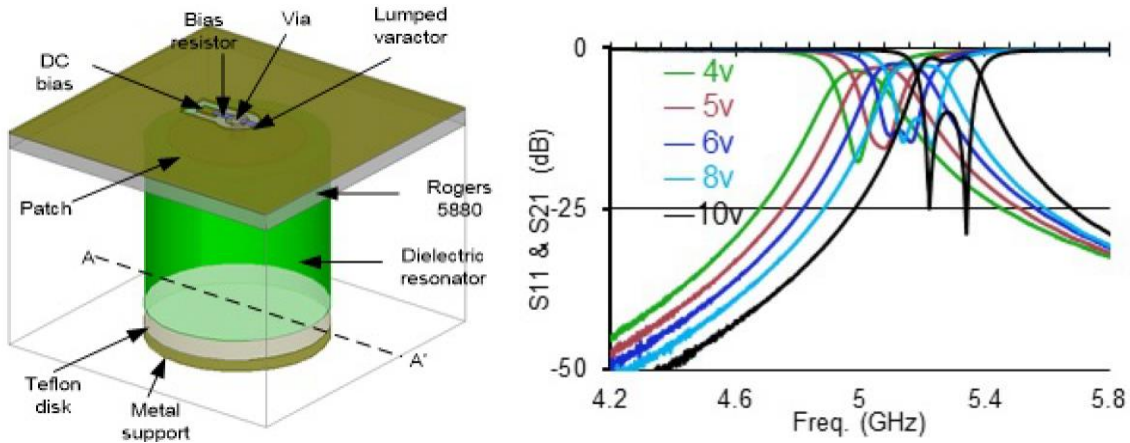 Bias
resistor
Via
Lumped
varactor
DC
bias
Patch
Rogers
5880
Dielectric
resonator
A
A'
Teflon
disk
Metal
support
S11 & S21 (dB)
0
-25
-50
4v
5v
6v
8v
10v
4.2 4.6 5 5.4 5.8
Freq. (GHz)